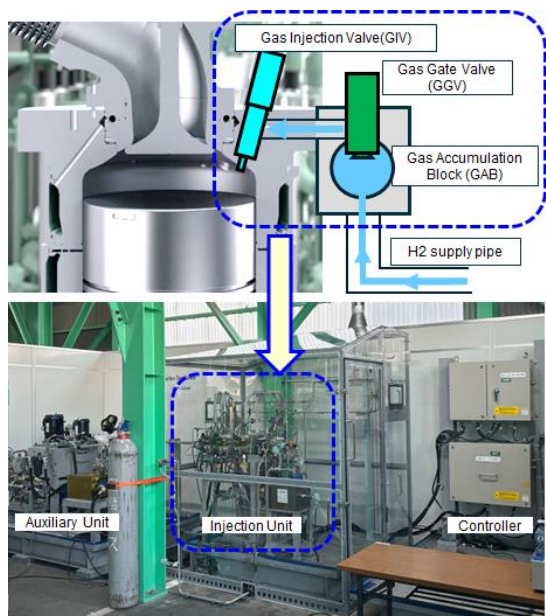 Gas Injection Valve(GIV)
Gas Gate Valve
(GGV)
Gas Accumulation
Block (GAB)
H2 supply pipe
Auxiliary Unit
Injection Unit
Controller